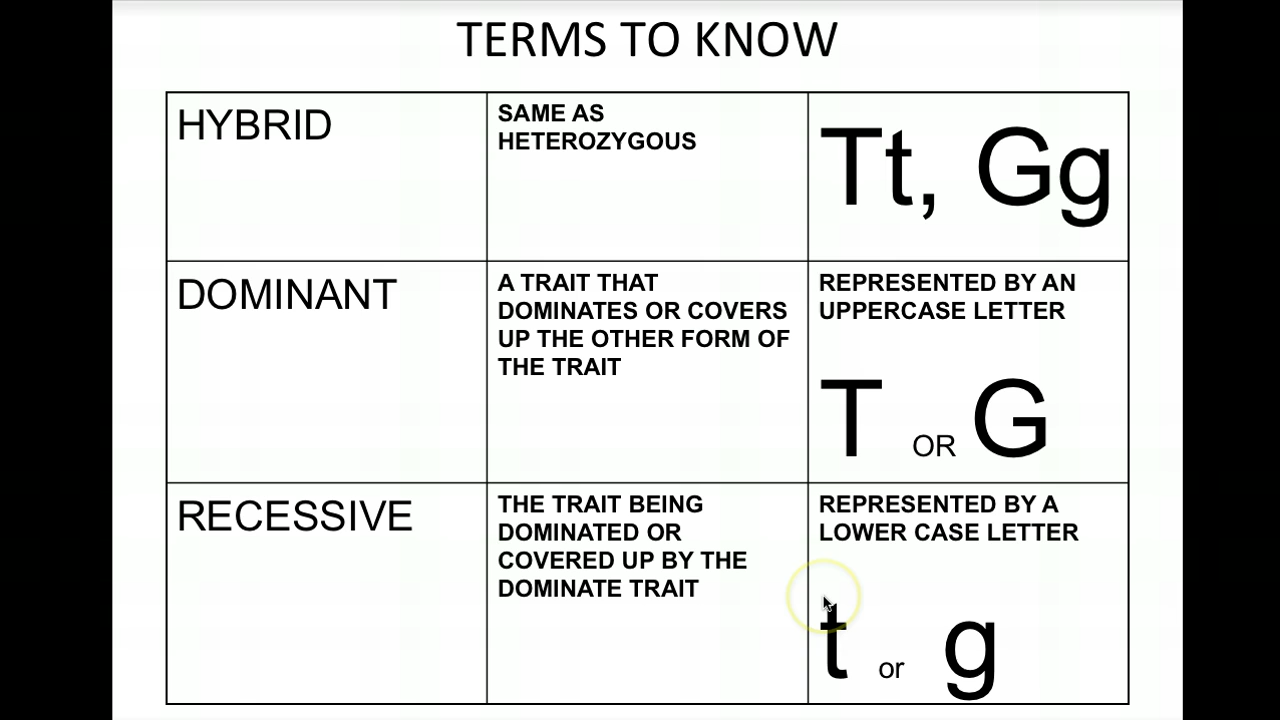 TERMS TO KNOW
HYBRID
SAME AS
HETEROZYGOUS
Tt, Gg
DOMINANT
A TRAIT THAT
DOMINATES OR COVERS
UP THE OTHER FORM OF
THE TRAIT
REPRESENTED BY AN
UPPERCASE LETTER
T OR G
RECESSIVE
THE TRAIT BEING
DOMINATED OR
COVERED UP BY THE
DOMINATE TRAIT
REPRESENTED BY A
LOWER CASE LETTER
t or g